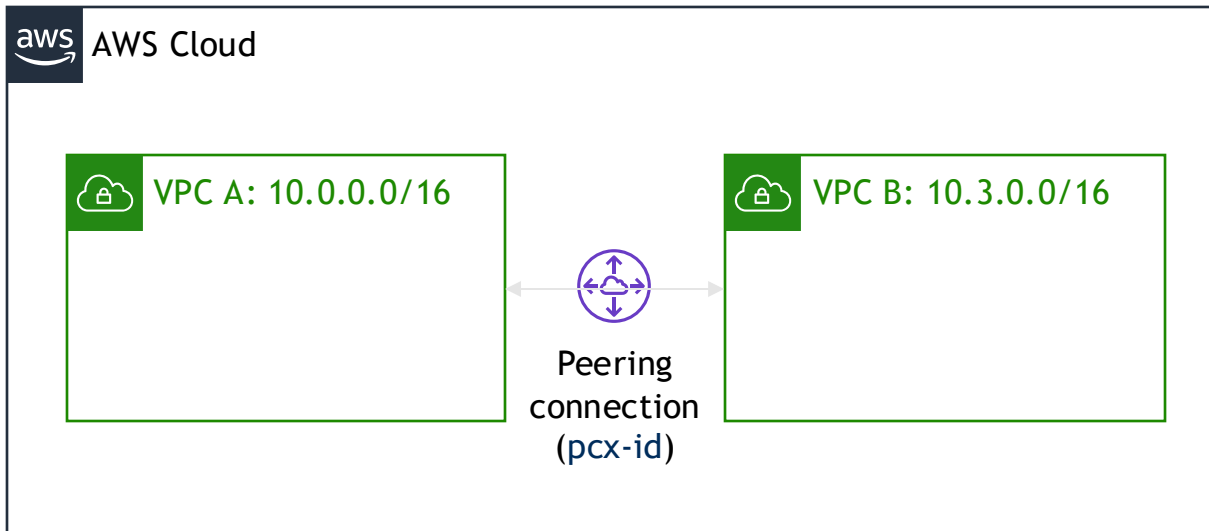 aws
AWS Cloud
VPC A: 10.0.0.0/16
VPC B: 10.3.0.0/16
Peering
connection
(pcx-id)